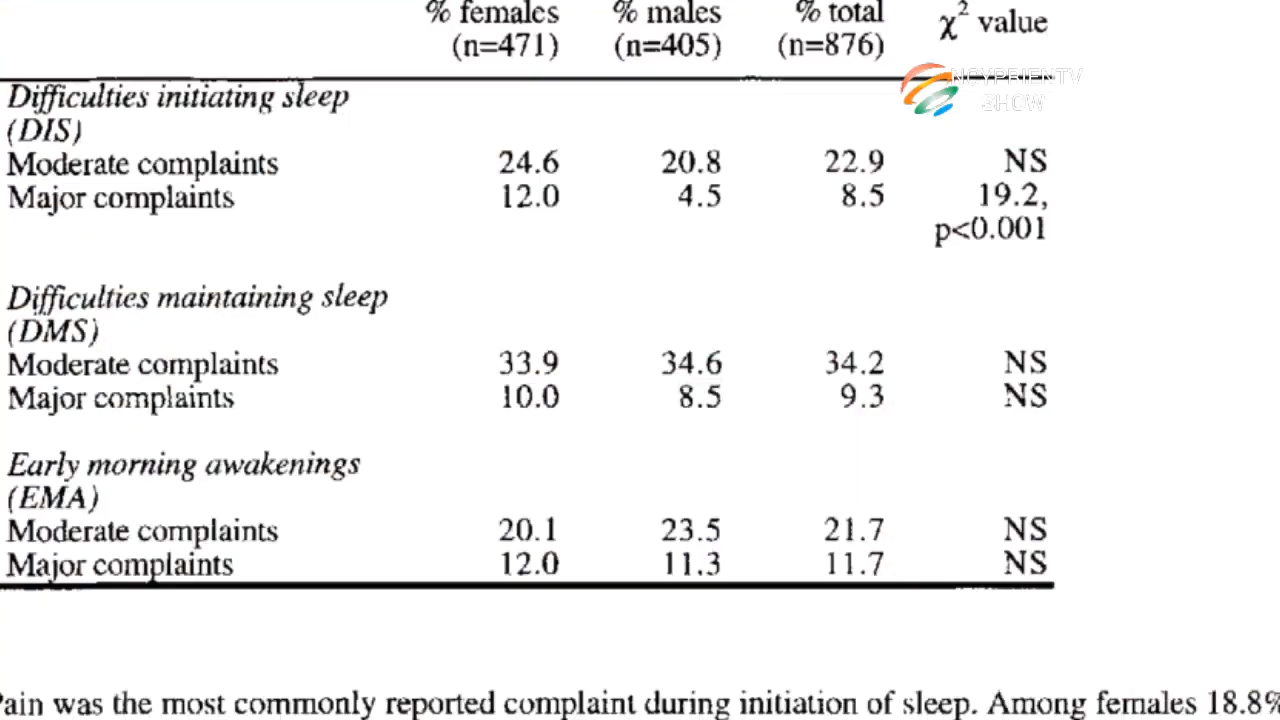 % females % males % total χ² value
(n=471) (n=405) (n=876)
NCYPRIENTV
SHOW
Difficulties initiating sleep
(DIS)
Moderate complaints 24.6 20.8 22.9 NS
Major complaints 12.0 4.5 8.5 19.2,
p<0.001
Difficulties maintaining sleep
(DMS)
Moderate complaints 33.9 34.6 34.2 NS
Major complaints 10.0 8.5 9.3 NS
Early morning awakenings
(EMA)
Moderate complaints 20.1 23.5 21.7 NS
Major complaints 12.0 11.3 11.7 NS
Pain was the most commonly reported complaint during initiation of sleep. Among females 18.8%